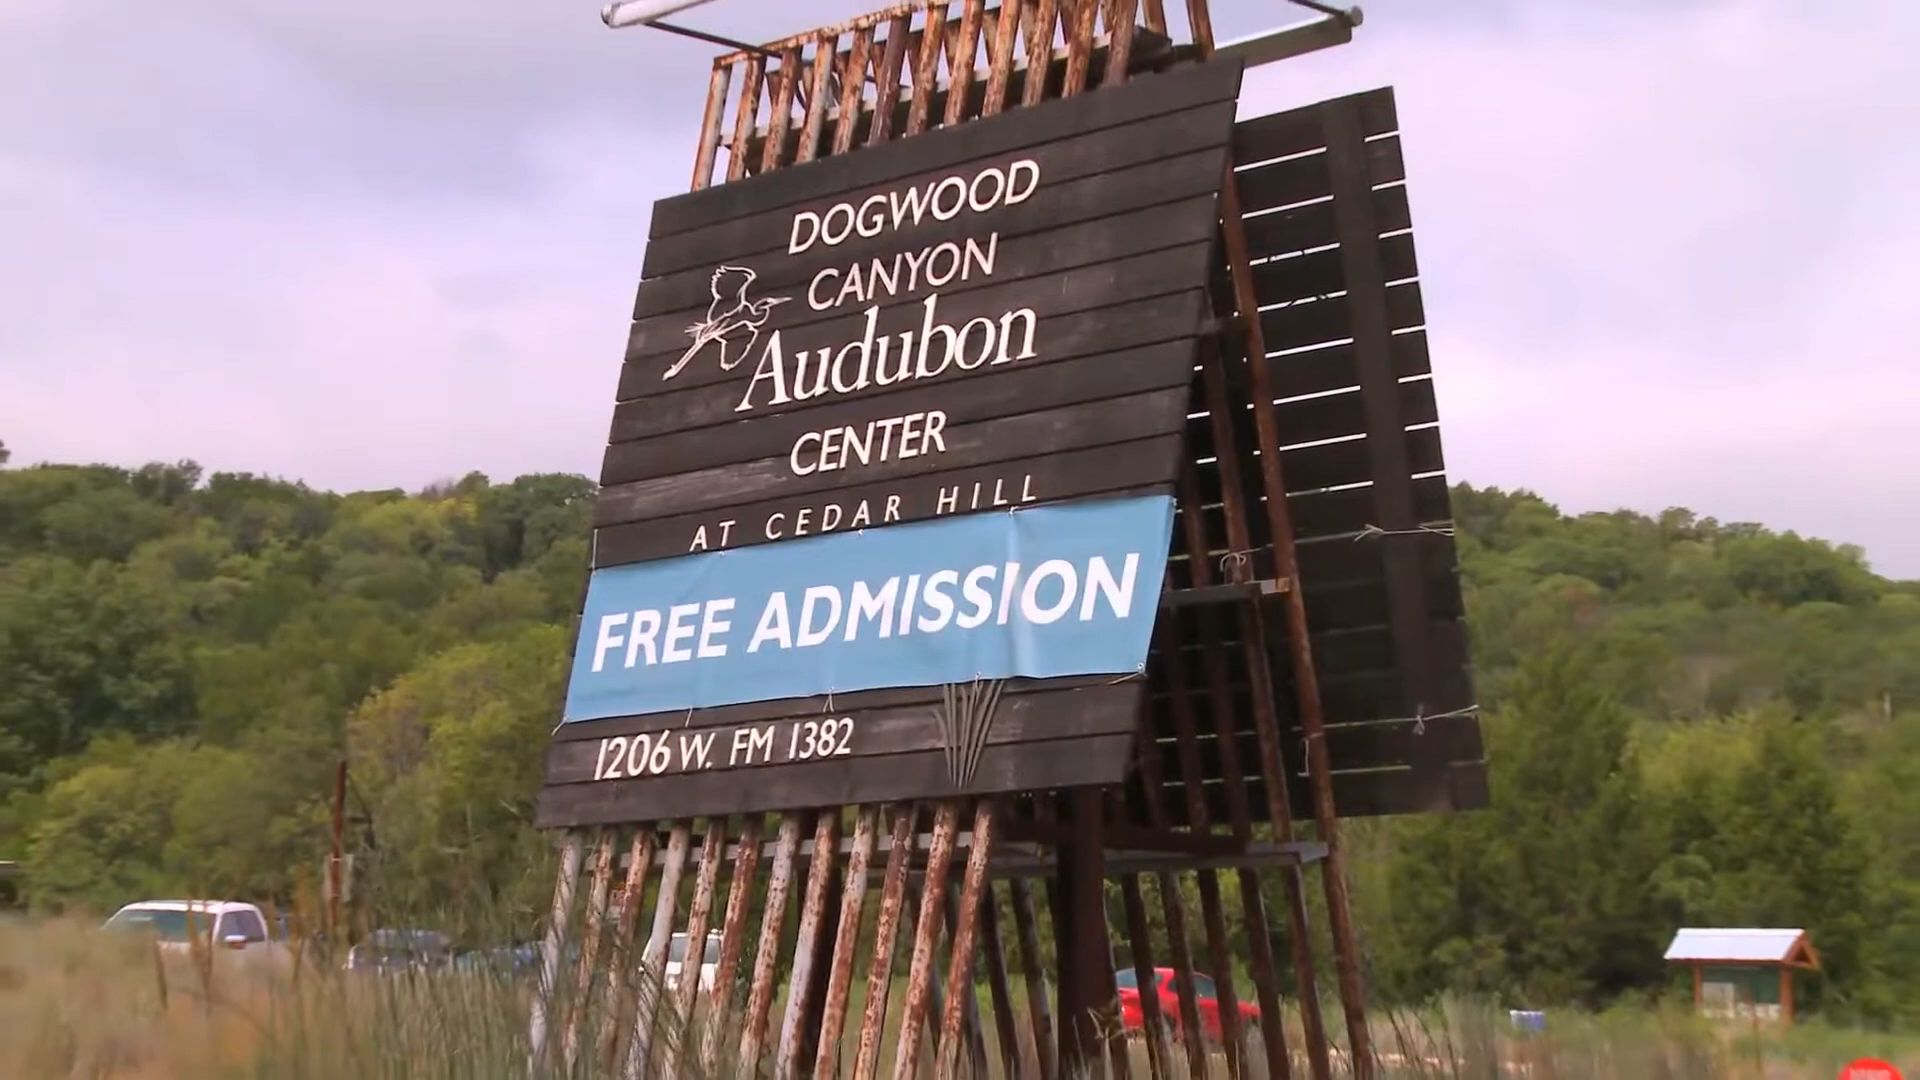 DOGWOOD
CANYON
Audubon
CENTER
AT CEDAR HILL
FREE ADMISSION
1206 W. FM 1382